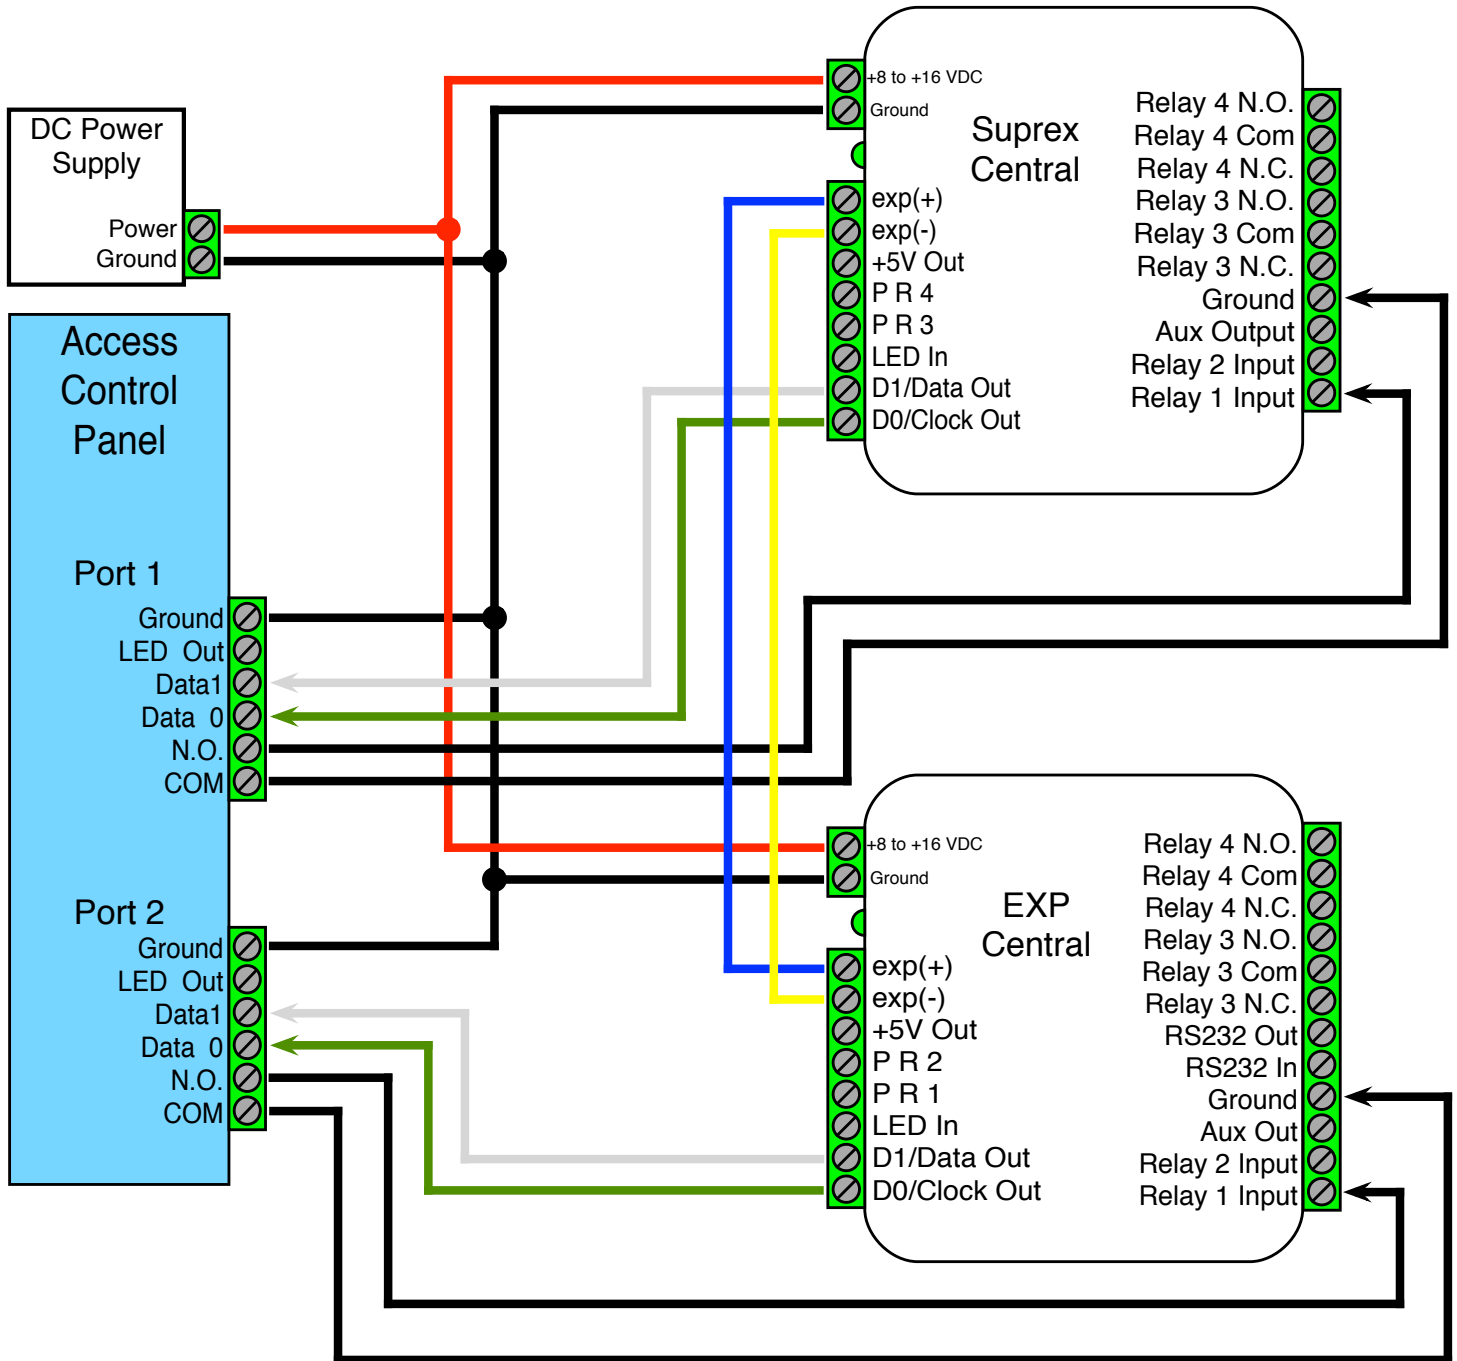 DC Power
Supply
Power
Ground
Access
Control
Panel
Port 1
Ground
LED Out
Data1
Data 0
N.O.
COM
Port 2
Ground
LED Out
Data1
Data 0
N.O.
COM
+8 to +16 VDC
Ground
Suprex
Central
exp(+)
exp(-)
+5V Out
P R 4
P R 3
LED In
D1/Data Out
D0/Clock Out
Relay 4 N.O.
Relay 4 Com
Relay 4 N.C.
Relay 3 N.O.
Relay 3 Com
Relay 3 N.C.
Ground
Aux Output
Relay 2 Input
Relay 1 Input
+8 to +16 VDC
Ground
EXP
Central
exp(+)
exp(-)
+5V Out
P R 2
P R 1
LED In
D1/Data Out
D0/Clock Out
Relay 4 N.O.
Relay 4 Com
Relay 4 N.C.
Relay 3 N.O.
Relay 3 Com
Relay 3 N.C.
RS232 Out
RS232 In
Ground
Aux Out
Relay 2 Input
Relay 1 Input